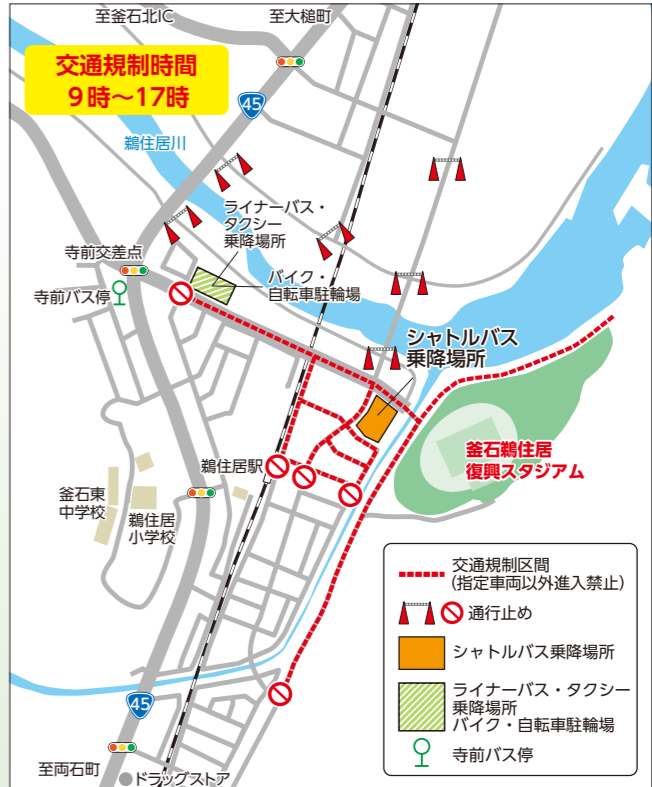 至釜石北IC
至大槌町
交通規制時間
9時〜17時
45
鵜住居川
ライナーバス・
タクシー
乗降場所
寺前交差点
バイク・
自転車駐輪場
寺前バス停
シャトルバス
乗降場所
釜石鵜住居
復興スタジアム
鵜住居駅
釜石東
中学校
鵜住居
小学校
45
至両石町
ドラッグストア
交通規制区間
(指定車両以外進入禁止)
通行止め
シャトルバス乗降場所
ライナーバス・タクシー
乗降場所
バイク・自転車駐輪場
寺前バス停